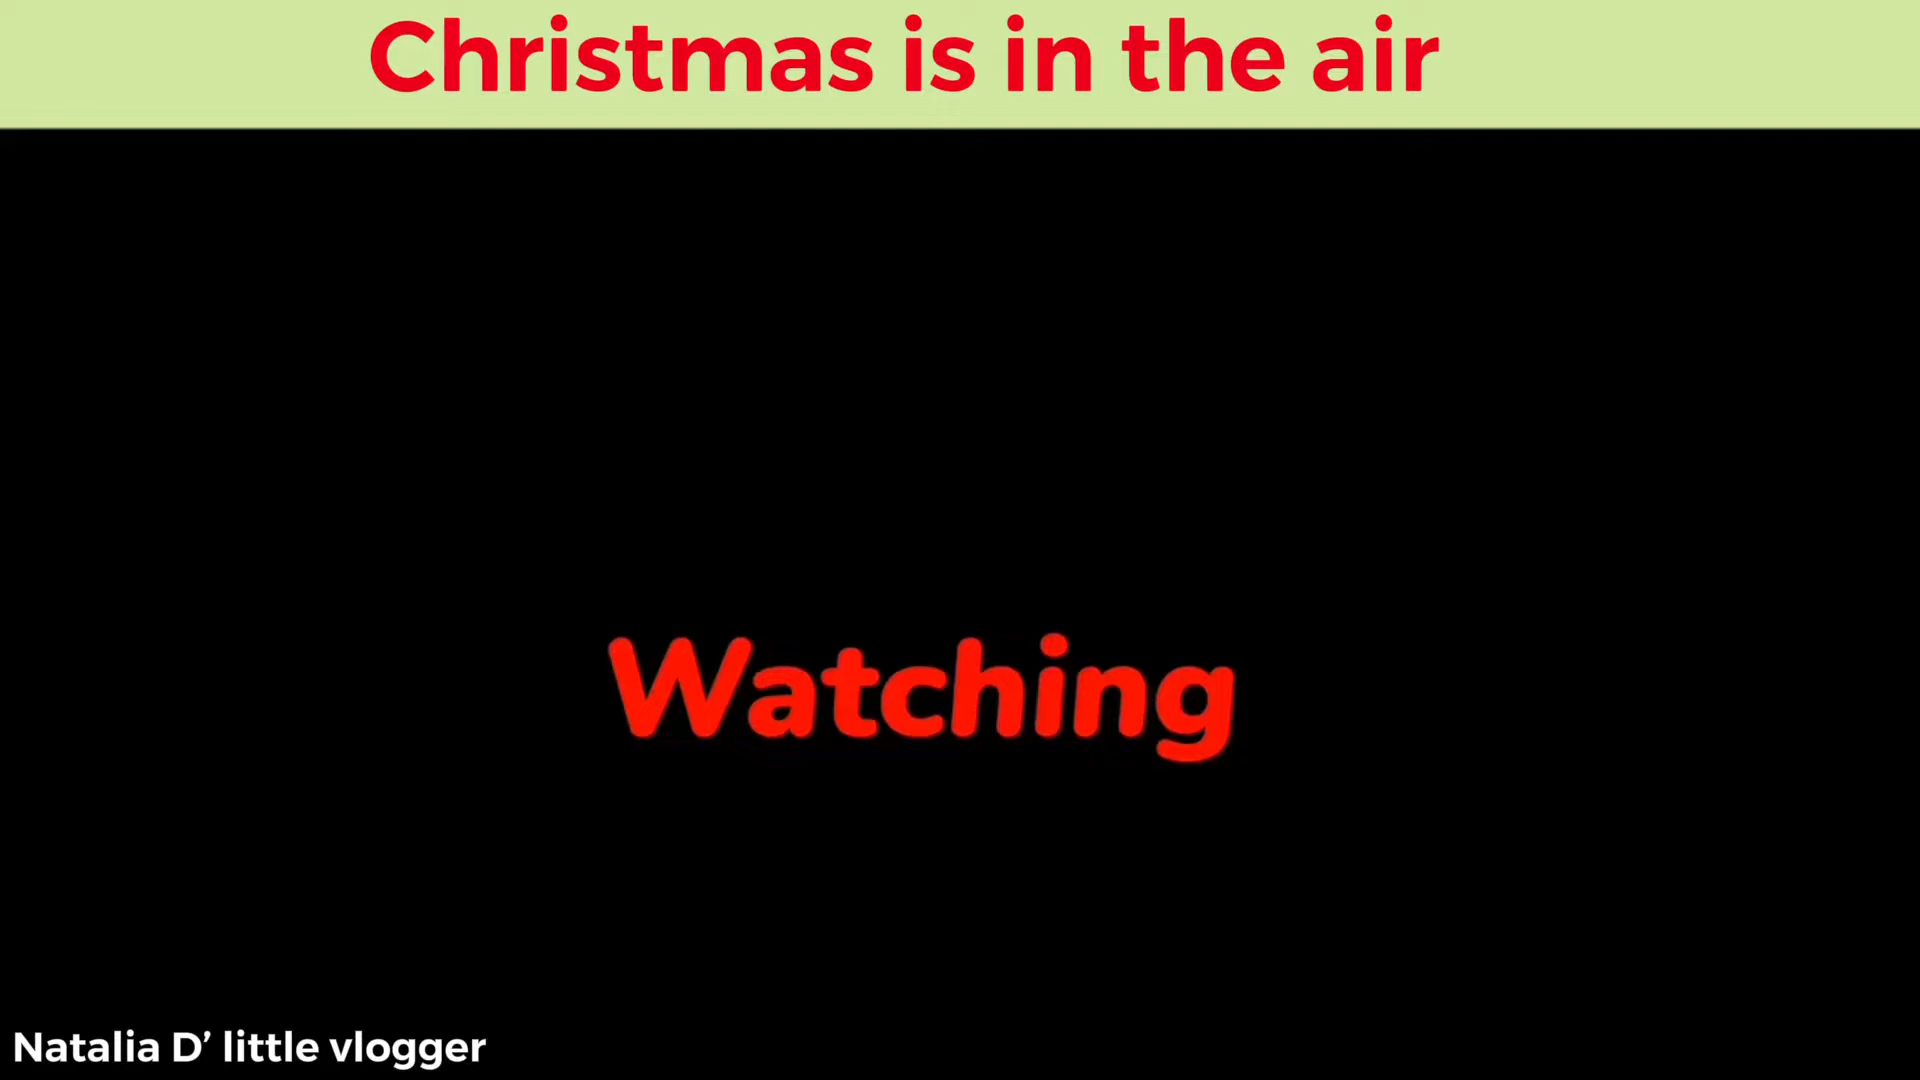 Christmas is in the air
Watching
Natalia D’ little vlogger